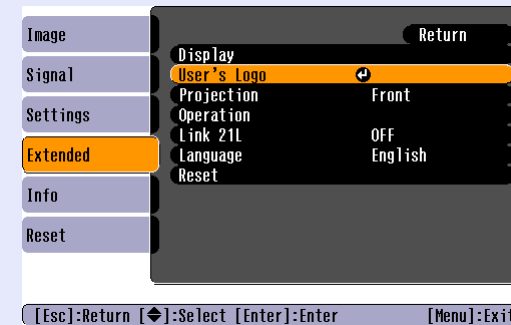 Image
Signal
Settings
Extended
Info
Reset
Return
Display
User's Logo
Projection Front
Operation
Link 21L OFF
Language English
Reset
[Esc]:Return [◆]:Select [Enter]:Enter [Menu]:Exit